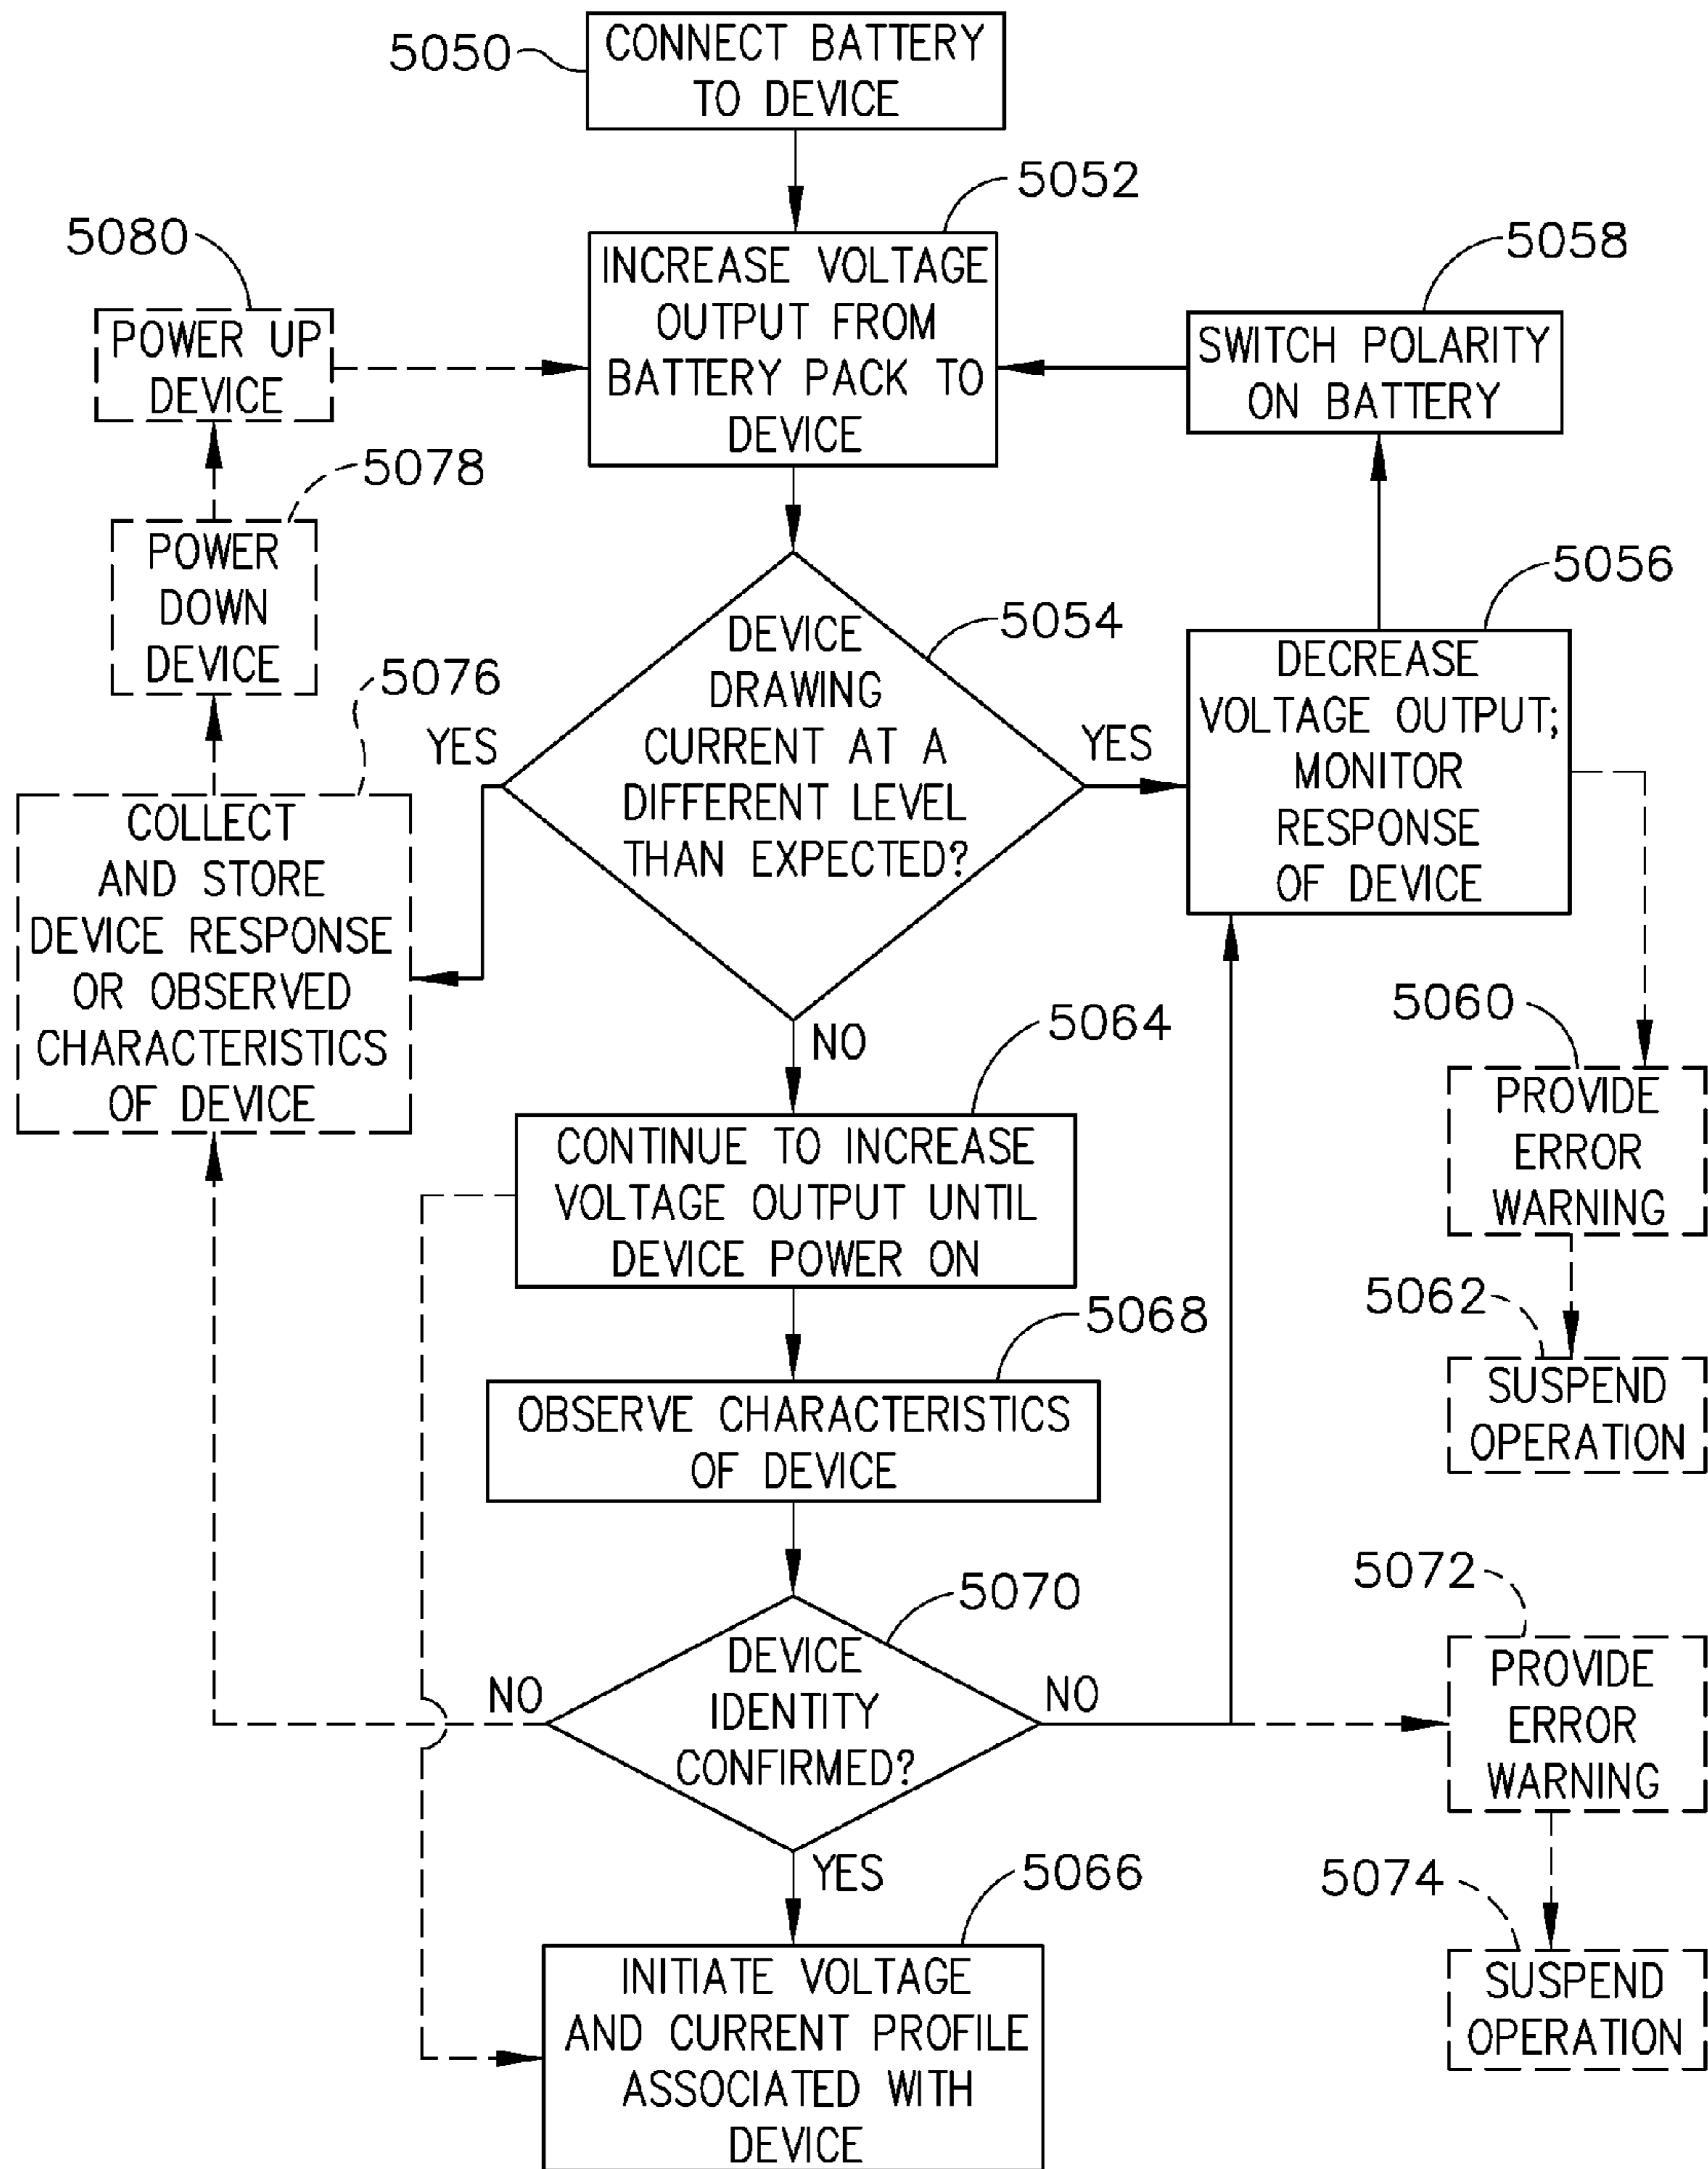 5050
CONNECT BATTERY
TO DEVICE
5052
INCREASE VOLTAGE
OUTPUT FROM
BATTERY PACK TO
DEVICE
5080
POWER UP
DEVICE
5058
SWITCH POLARITY
ON BATTERY
5078
POWER
DOWN
DEVICE
5054
DEVICE
DRAWING
CURRENT AT A
DIFFERENT LEVEL
THAN EXPECTED?
YES
YES
NO
5056
DECREASE
VOLTAGE OUTPUT;
MONITOR
RESPONSE
OF DEVICE
5076
COLLECT
AND STORE
DEVICE RESPONSE
OR OBSERVED
CHARACTERISTICS
OF DEVICE
5060
PROVIDE
ERROR
WARNING
5062
SUSPEND
OPERATION
5064
CONTINUE TO INCREASE
VOLTAGE OUTPUT UNTIL
DEVICE POWER ON
5068
OBSERVE CHARACTERISTICS
OF DEVICE
5070
DEVICE
IDENTITY
CONFIRMED?
NO
NO
YES
5072
PROVIDE
ERROR
WARNING
5074
SUSPEND
OPERATION
5066
INITIATE VOLTAGE
AND CURRENT PROFILE
ASSOCIATED WITH
DEVICE